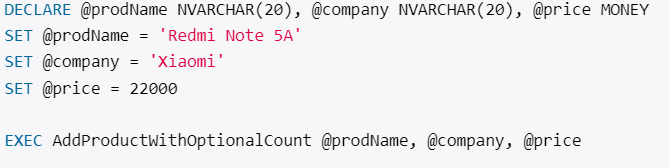 DECLARE @prodName NVARCHAR(20), @company NVARCHAR(20), @price MONEY
SET @prodName = 'Redmi Note 5A'
SET @company = 'Xiaomi'
SET @price = 22000
EXEC AddProductWithOptionalCount @prodName, @company, @price